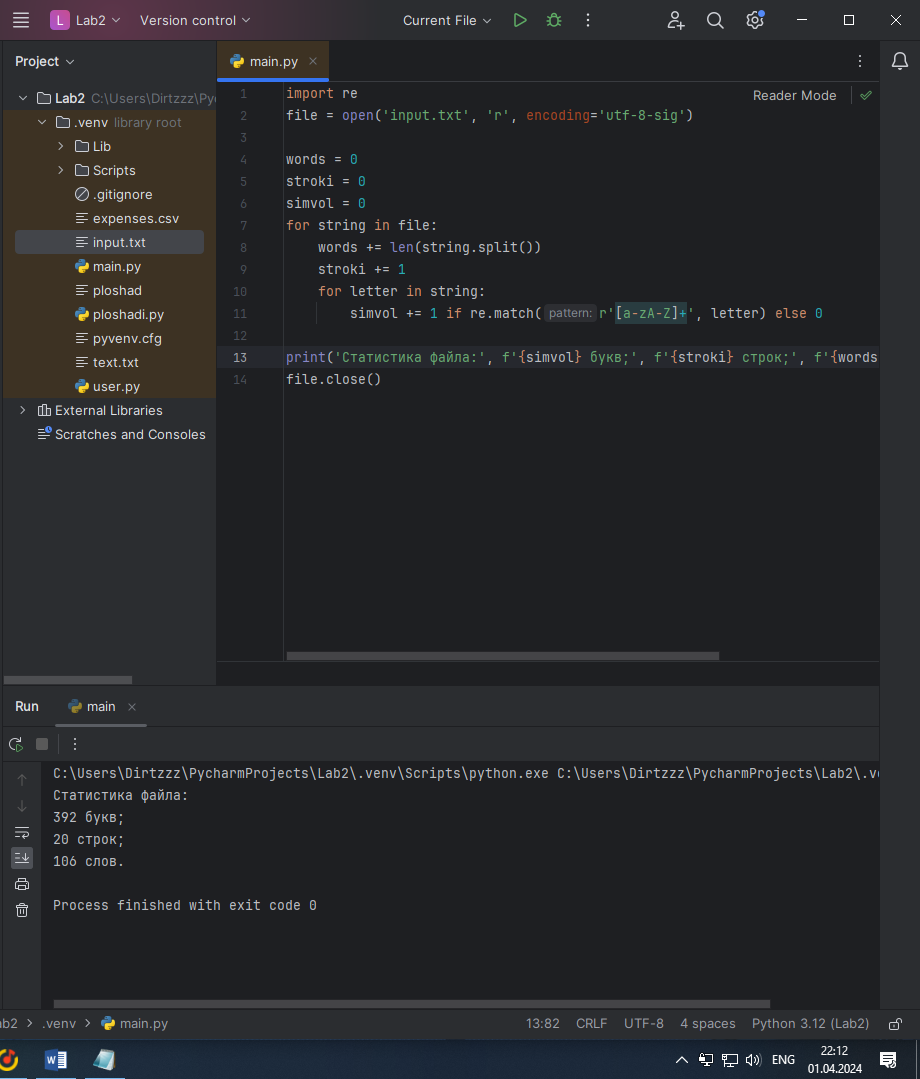 L Lab2 Version control Current File
Project
main.py
Reader Mode
Lab2 C:\Users\Dirtzzz\Py
.venv library root
Lib
Scripts
.gitignore
expenses.csv
input.txt
main.py
ploshad
ploshadi.py
pyvenv.cfg
text.txt
user.py
External Libraries
Scratches and Consoles
1 import re
2 file = open('input.txt', 'r', encoding='utf-8-sig')
3
4 words = 0
5 stroki = 0
6 simvol = 0
7 for string in file:
8 words += len(string.split())
9 stroki += 1
10 for letter in string:
11 simvol += 1 if re.match( pattern: r'[a-zA-Z]+', letter) else 0
12
13 print('Статистика файла:', f'{simvol} букв;', f'{stroki} строк;', f'{words
14 file.close()
Run main
C:\Users\Dirtzzz\PycharmProjects\Lab2\.venv\Scripts\python.exe C:\Users\Dirtzzz\PycharmProjects\Lab2\.v
Статистика файла:
392 букв;
20 строк;
106 слов.
Process finished with exit code 0
ab2 > .venv > main.py 13:82 CRLF UTF-8 4 spaces Python 3.12 (Lab2)
ENG 22:12
01.04.2024